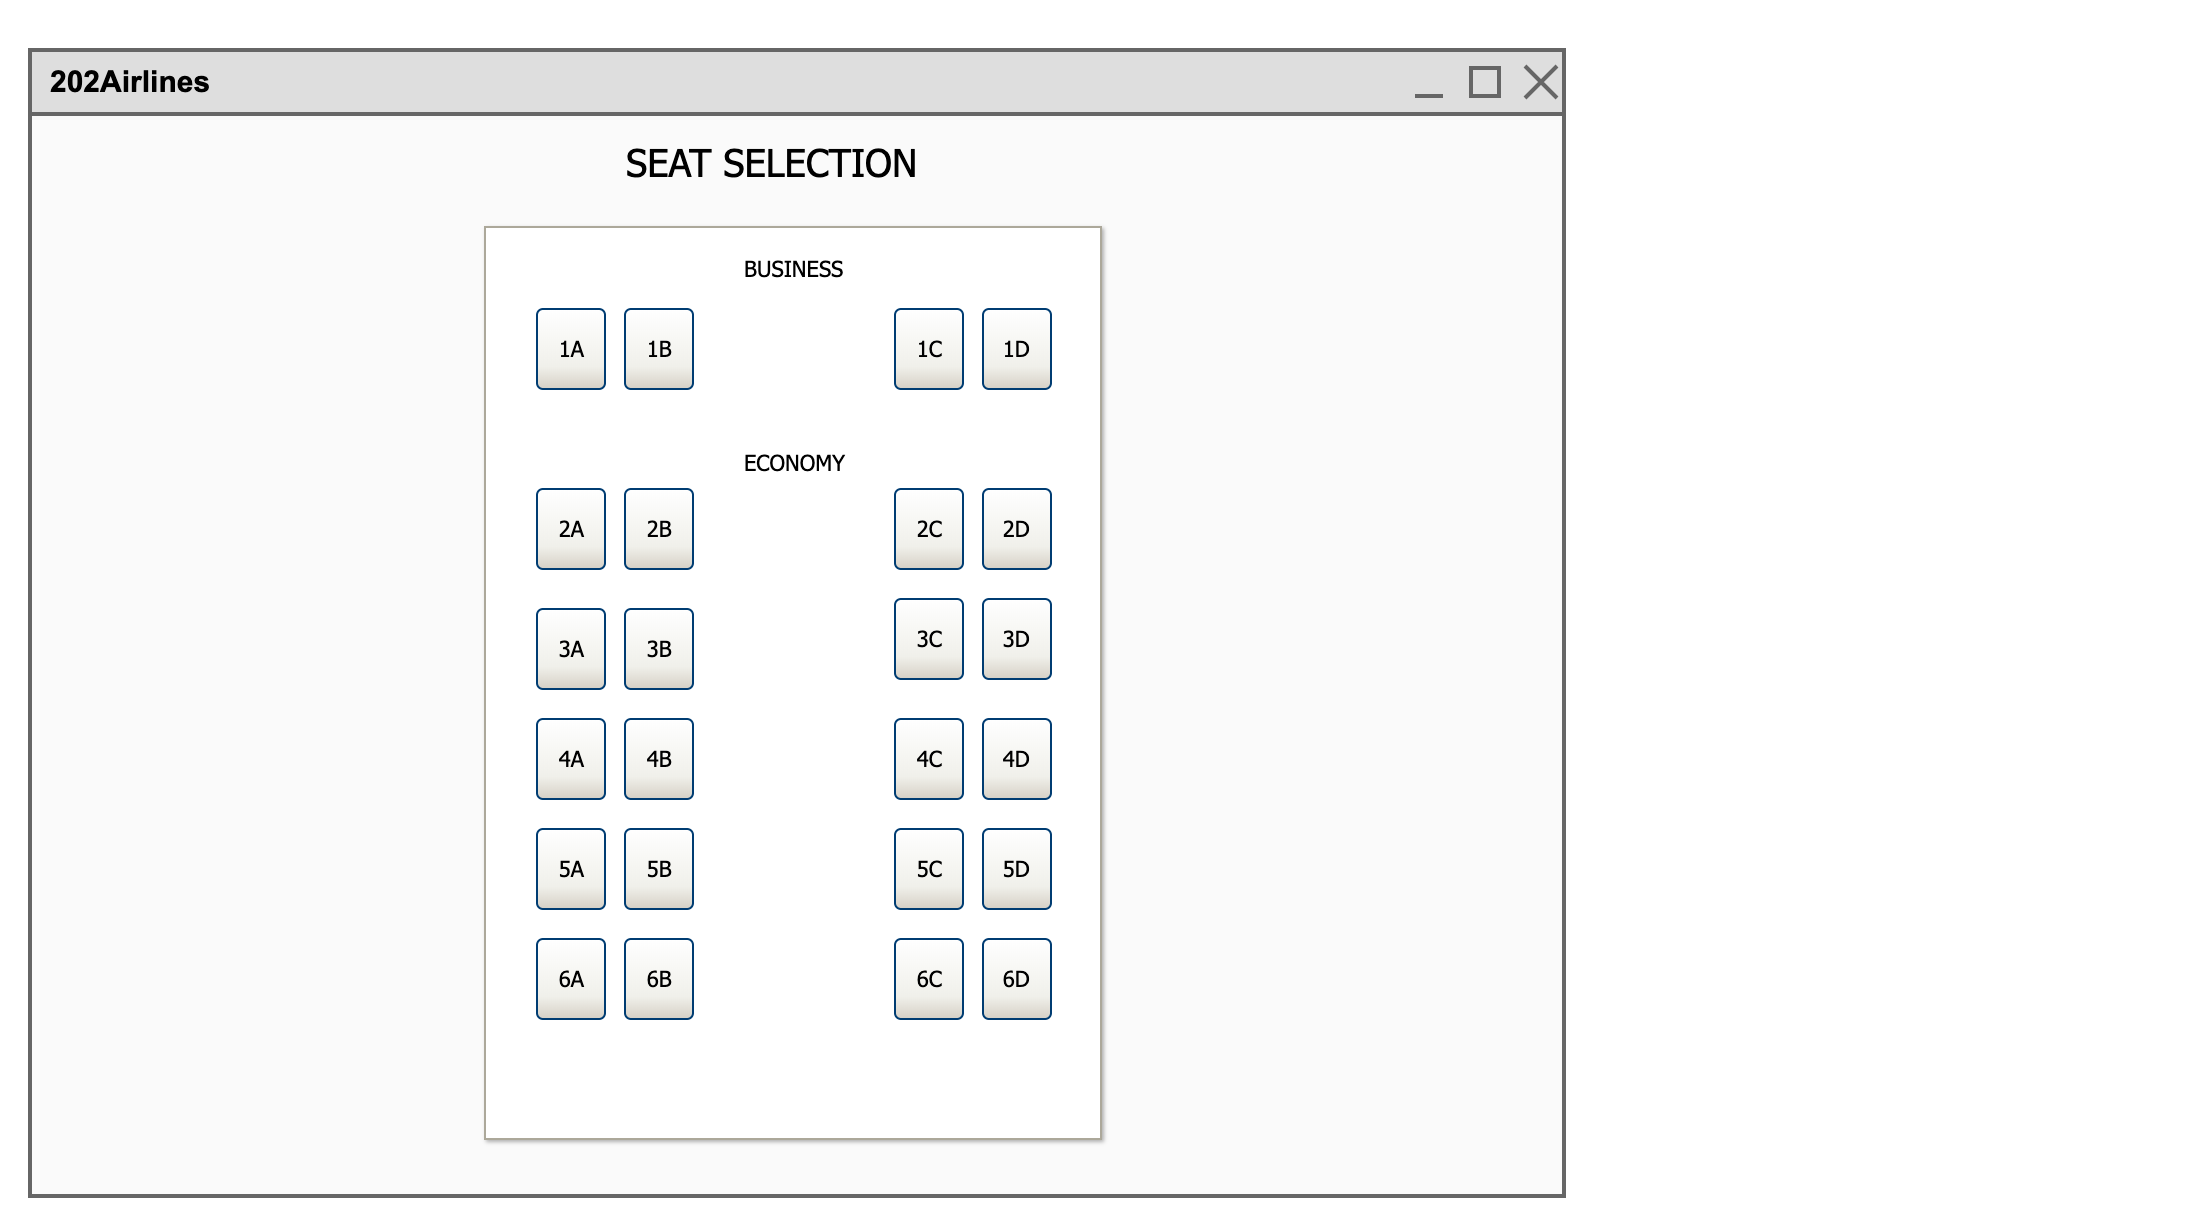 202Airlines
SEAT SELECTION
BUSINESS
1A 1B 1C 1D
ECONOMY
2A 2B 2C 2D
3A 3B 3C 3D
4A 4B 4C 4D
5A 5B 5C 5D
6A 6B 6C 6D